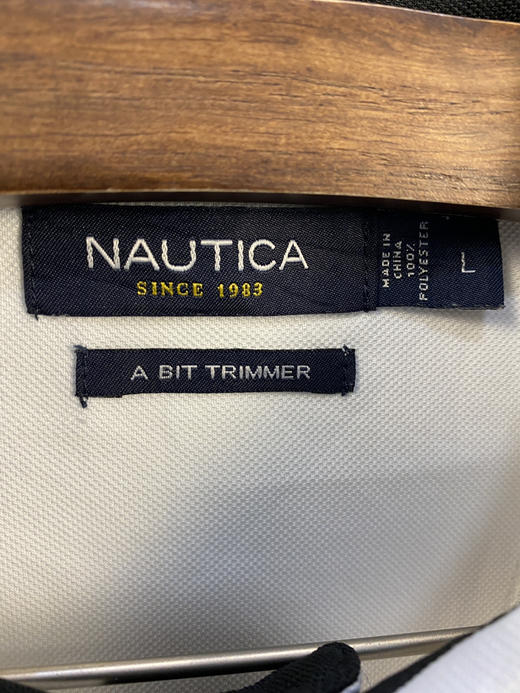 NAUTICA
SINCE 1983
MADE IN
CHINA
100%
POLYESTER
L
A BIT TRIMMER